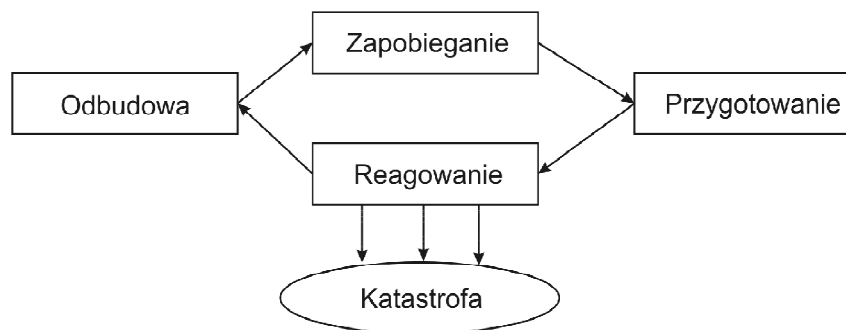 Zapobieganie
Odbudowa
Przygotowanie
Reagowanie
Katastrofa